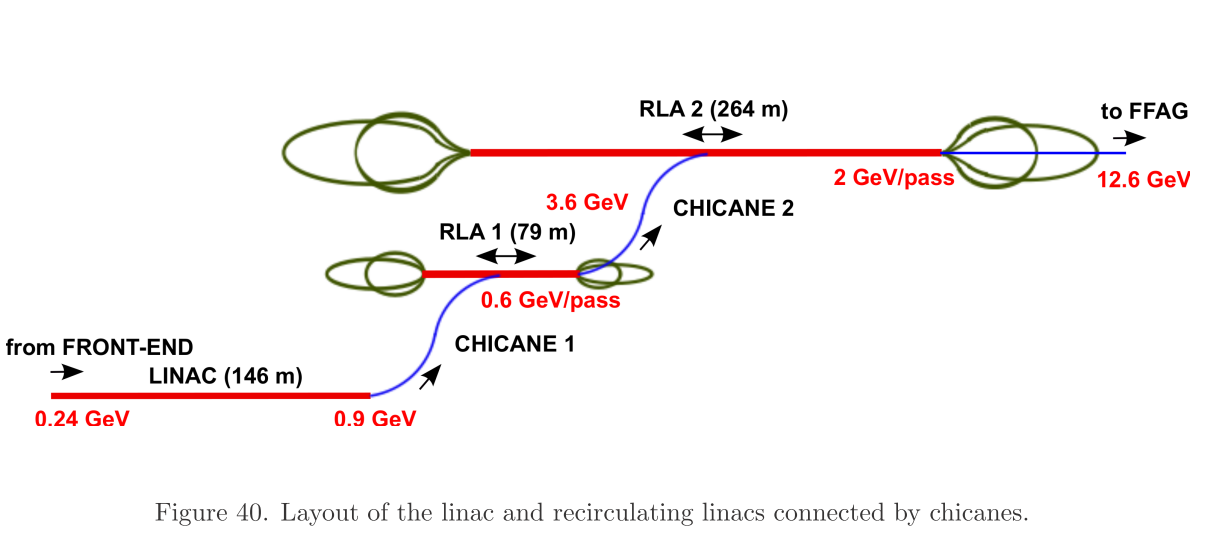 RLA 2 (264 m)
to FFAG
2 GeV/pass
12.6 GeV
3.6 GeV
CHICANE 2
RLA 1 (79 m)
0.6 GeV/pass
CHICANE 1
from FRONT-END
LINAC (146 m)
0.24 GeV
0.9 GeV
Figure 40. Layout of the linac and recirculating linacs connected by chicanes.